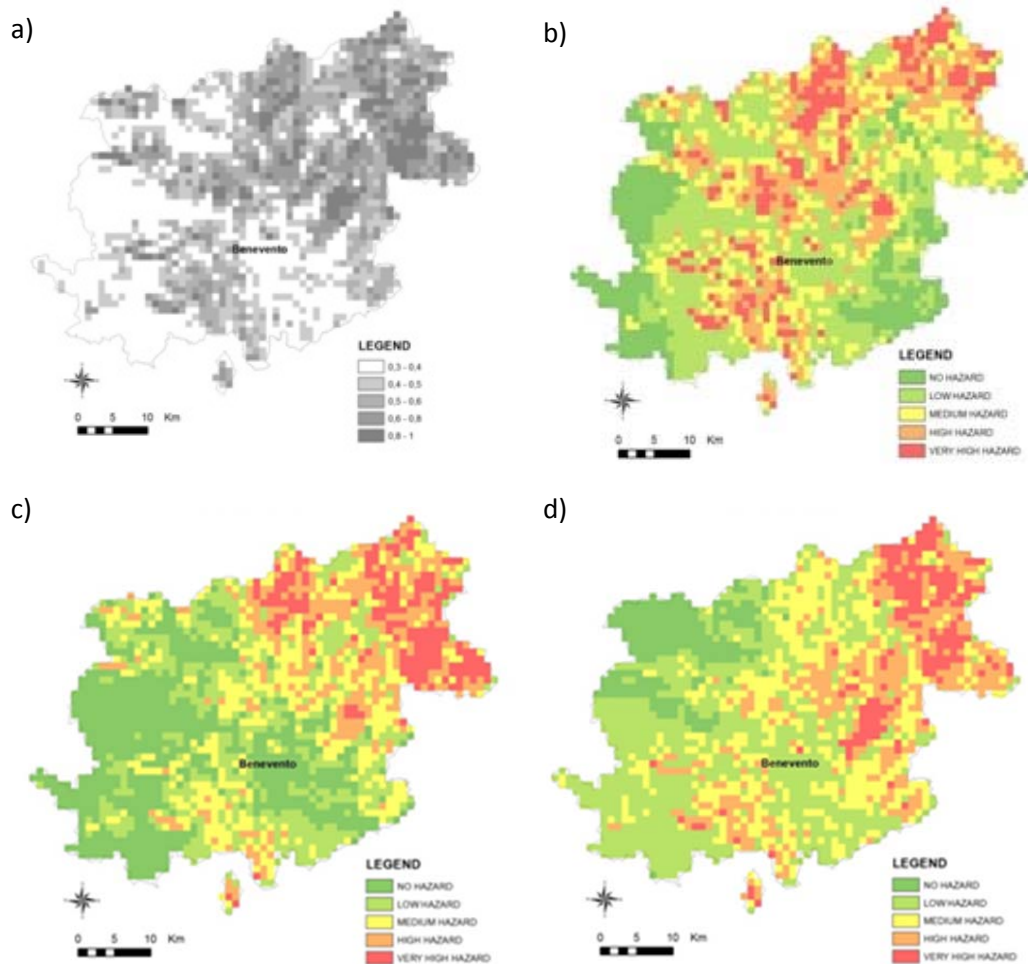 a)
Benevento
LEGEND
0,3 - 0,4
0,4 - 0,5
0,5 - 0,6
0,6 - 0,8
0,8 - 1
0 5 10 Km
b)
Benevento
LEGEND
NO HAZARD
LOW HAZARD
MEDIUM HAZARD
HIGH HAZARD
VERY HIGH HAZARD
0 5 10 Km
c)
Benevento
LEGEND
NO HAZARD
LOW HAZARD
MEDIUM HAZARD
HIGH HAZARD
VERY HIGH HAZARD
0 5 10 Km
d)
Benevento
LEGEND
NO HAZARD
LOW HAZARD
MEDIUM HAZARD
HIGH HAZARD
VERY HIGH HAZARD
0 5 10 Km